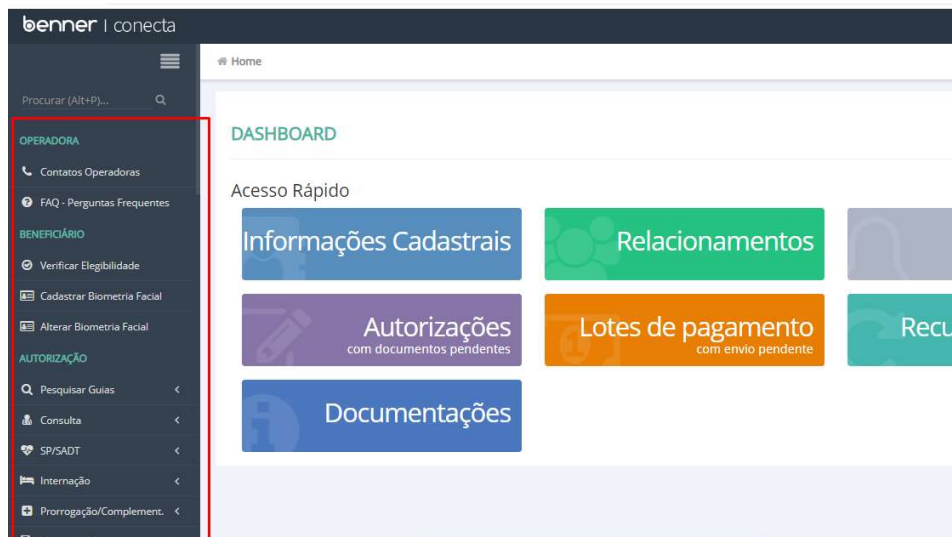 benner | conecta
Home
Procurar (Alt+P)...
OPERADORA
Contatos Operadoras
FAQ - Perguntas Frequentes
BENEFICIÁRIO
Verificar Elegibilidade
Cadastrar Biometria Facial
Alterar Biometria Facial
AUTORIZAÇÃO
Pesquisar Guias
Consulta
SP/SADT
Internação
Prorrogação/Complement.
DASHBOARD
Acesso Rápido
Informações Cadastrais
Relacionamentos
Autorizações
com documentos pendentes
Lotes de pagamento
com envio pendente
Recu
Documentações